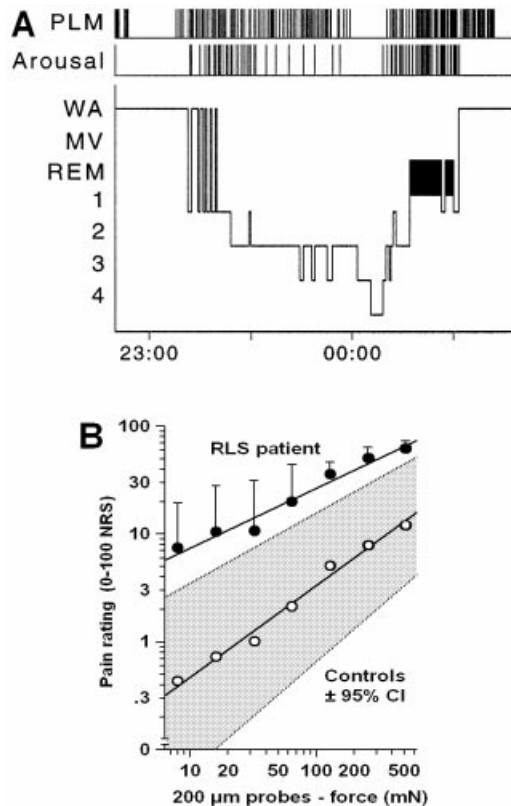 A
PLM
Arousal
WA
MV
REM
1
2
3
4
23:00
00:00
B
100
30
10
3
1
.3
0
Pain rating (0-100 NRS)
RLS patient
Controls
± 95% CI
10 20 50 100 200 500
200 µm probes - force (mN)